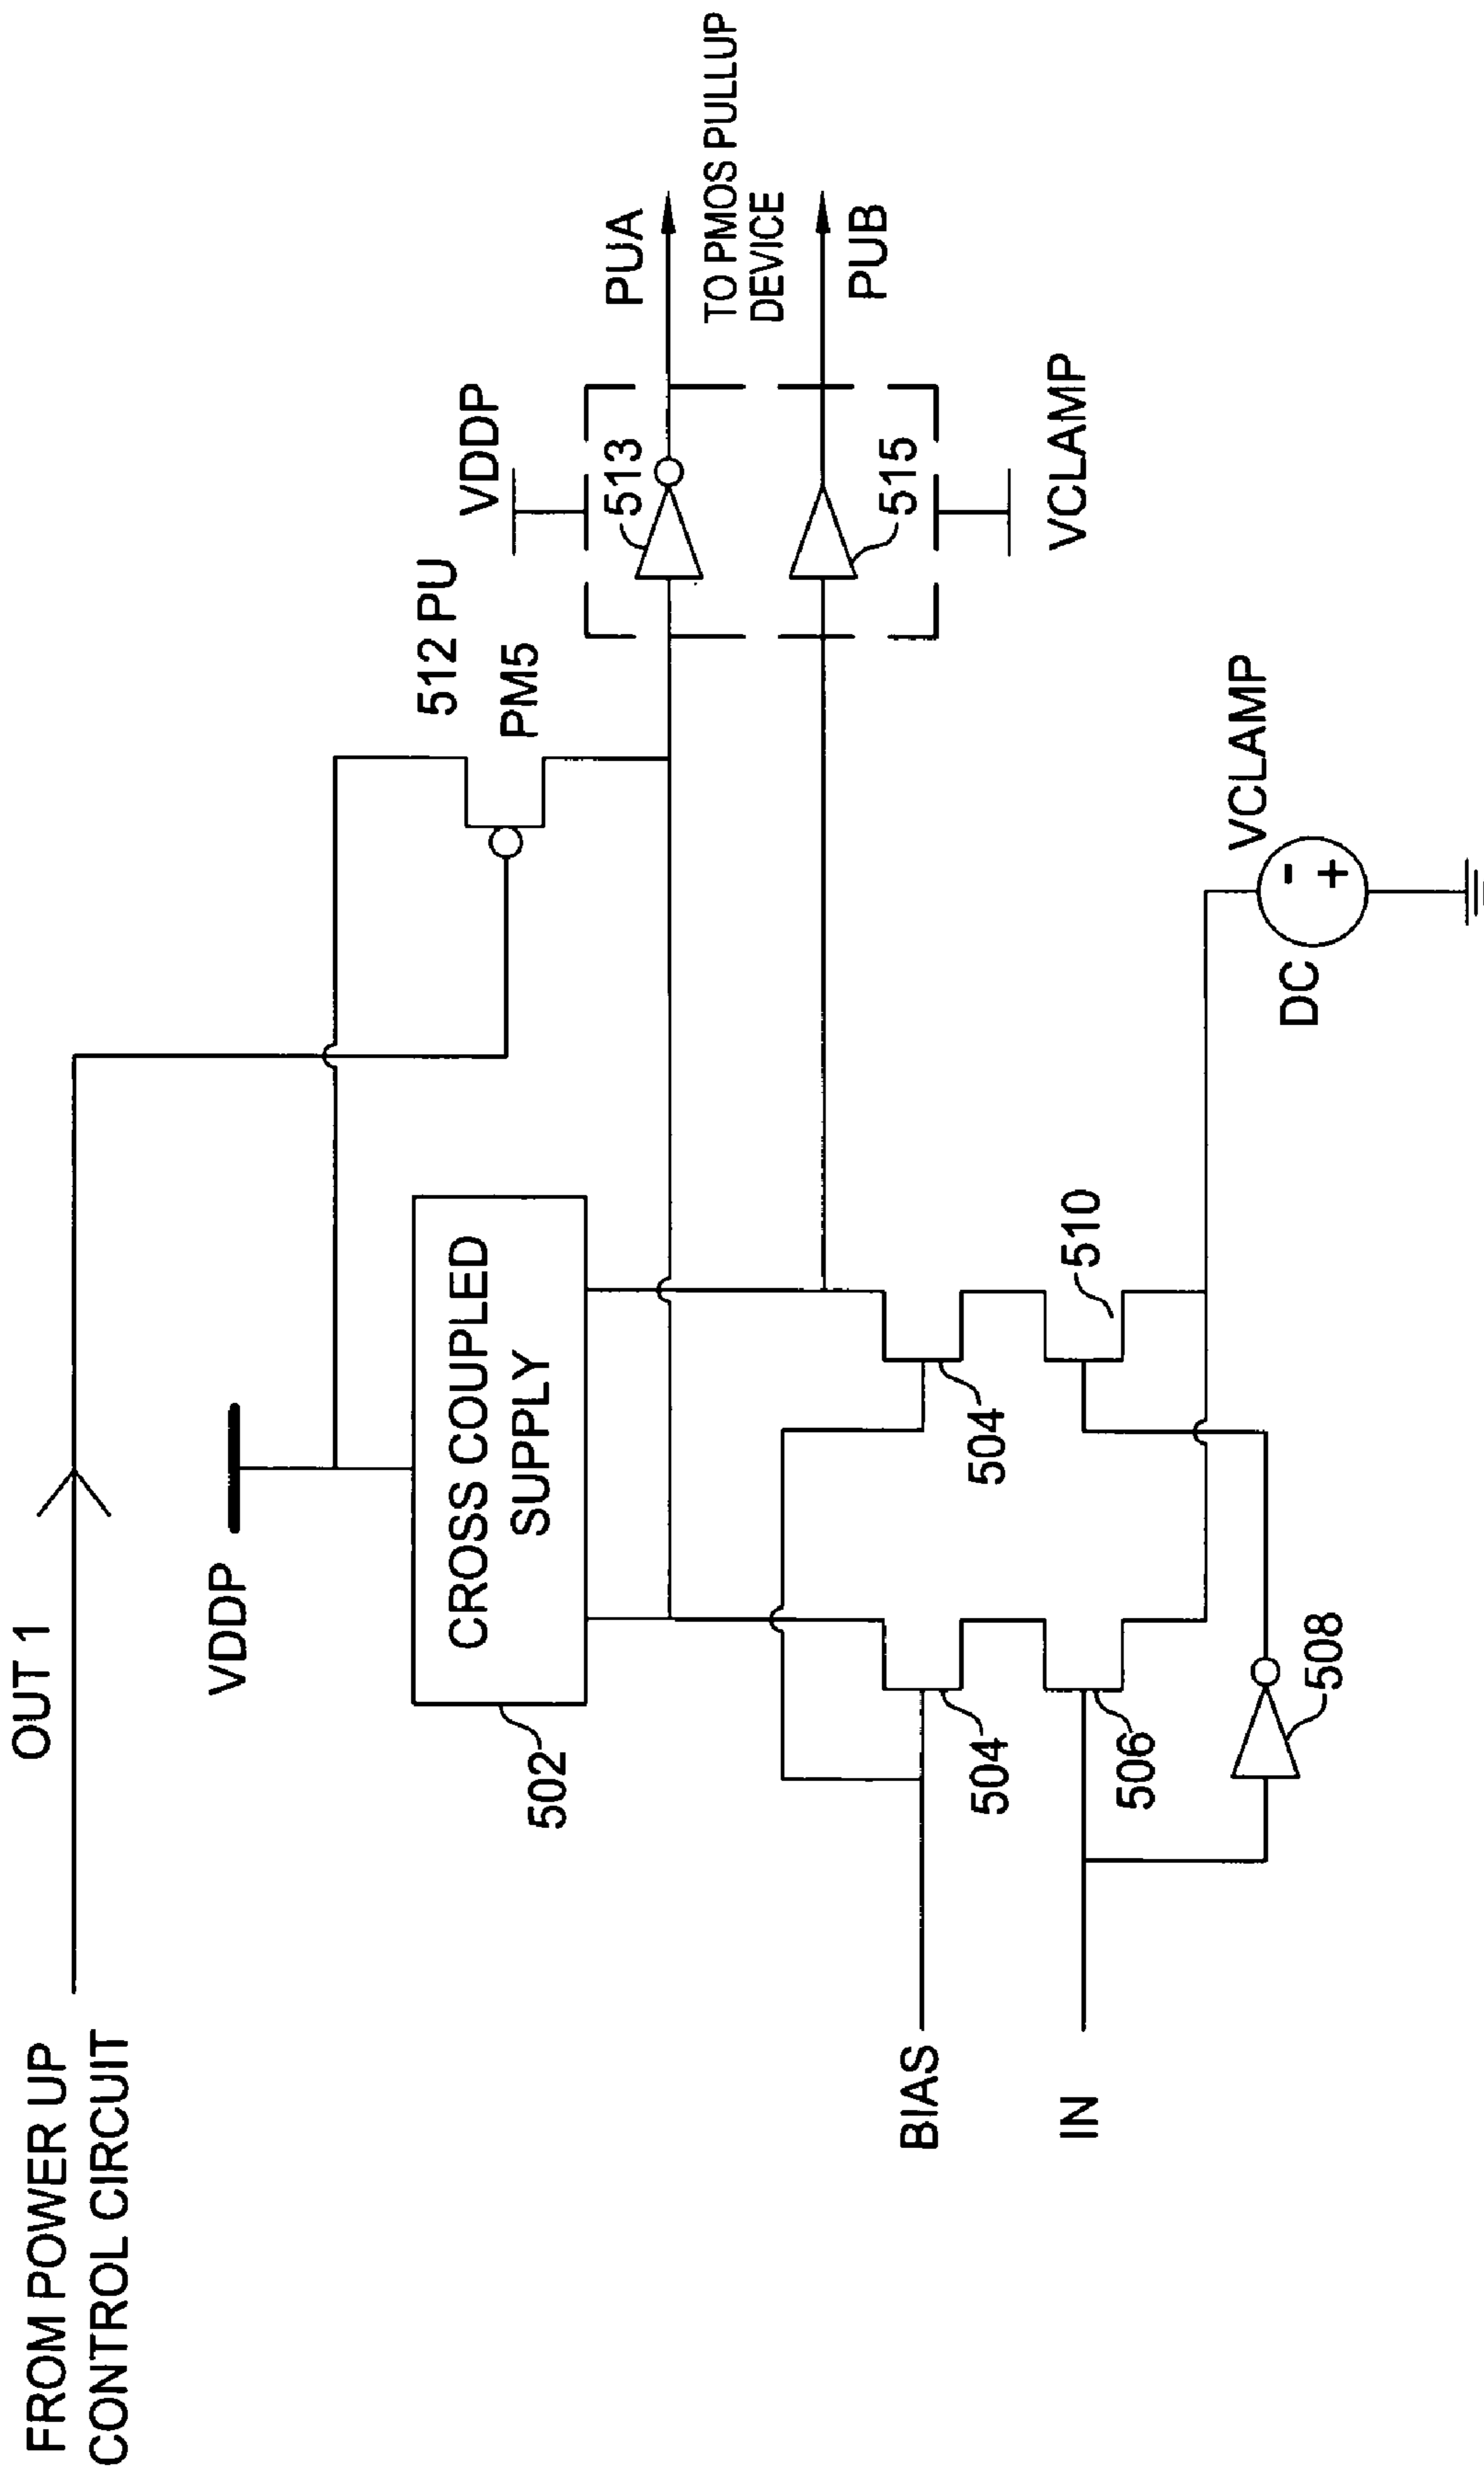 FROM POWER UP
CONTROL CIRCUIT
OUT 1
VDDP
CROSS COUPLED
SUPPLY
502
512 PU
PM5
VDDP
513
PUA
TO PMOS PULLUP
DEVICE
PUB
515
VCLAMP
BIAS
504
504
IN
506
510
508
VCLAMP
DC
-
+